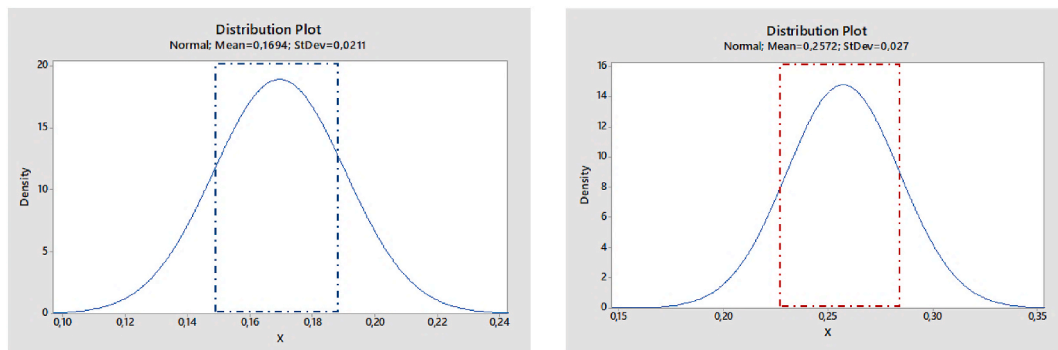 Distribution Plot
Normal; Mean=0,1694; StDev=0,0211
20
15
10
5
0
Density
0,10 0,12 0,14 0,16 0,18 0,20 0,22 0,24
X
Distribution Plot
Normal; Mean=0,2572; StDev=0,027
16
14
12
10
8
6
4
2
0
Density
0,15 0,20 0,25 0,30 0,35
X